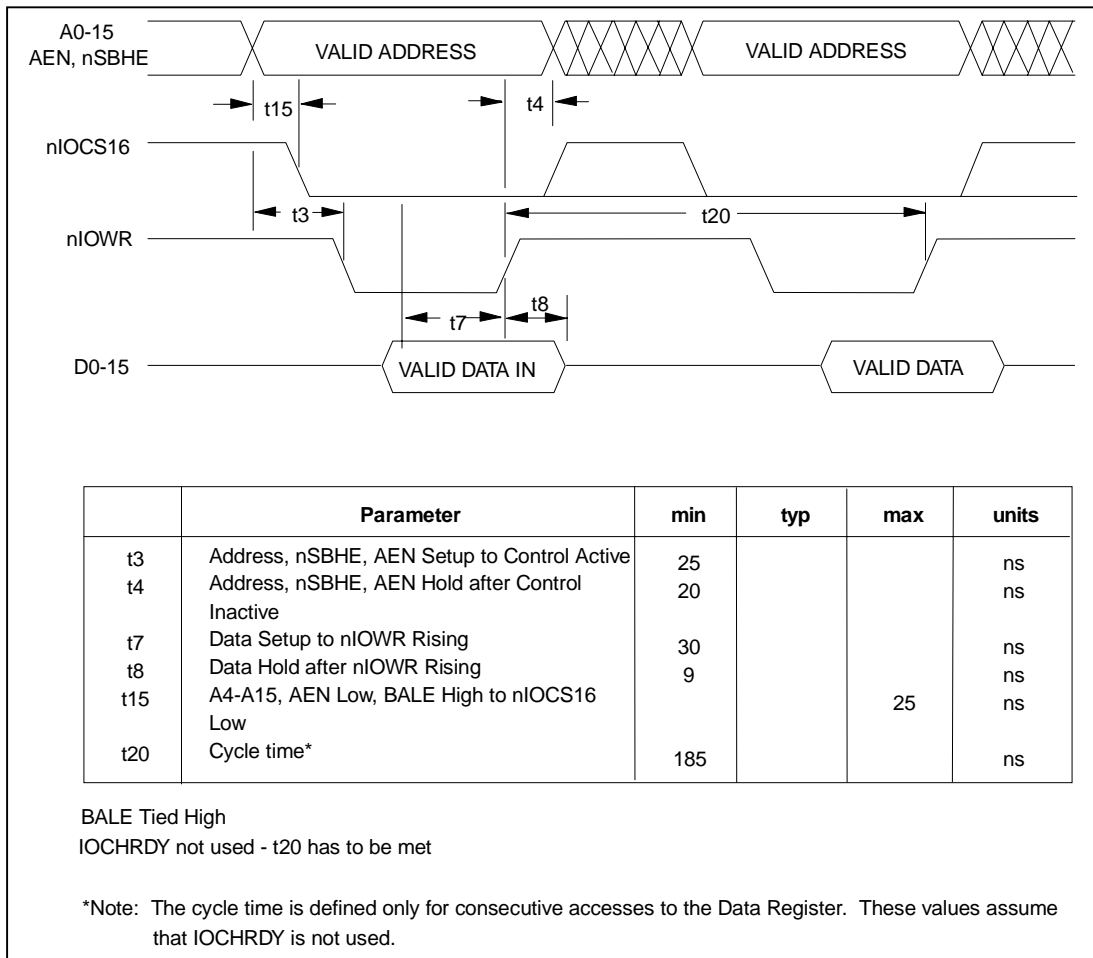 A0-15
AEN, nSBHE
VALID ADDRESS
VALID ADDRESS
t15
t4
nIOCS16
t3
t20
nIOWR
t7
t8
D0-15
VALID DATA IN
VALID DATA
Parameter min typ max units
t3 Address, nSBHE, AEN Setup to Control Active 25 ns
t4 Address, nSBHE, AEN Hold after Control 20 ns
Inactive
t7 Data Setup to nIOWR Rising 30 ns
t8 Data Hold after nIOWR Rising 9 ns
t15 A4-A15, AEN Low, BALE High to nIOCS16 25 ns
Low
t20 Cycle time* 185 ns
BALE Tied High
IOCHRDY not used - t20 has to be met
*Note: The cycle time is defined only for consecutive accesses to the Data Register. These values assume
that IOCHRDY is not used.